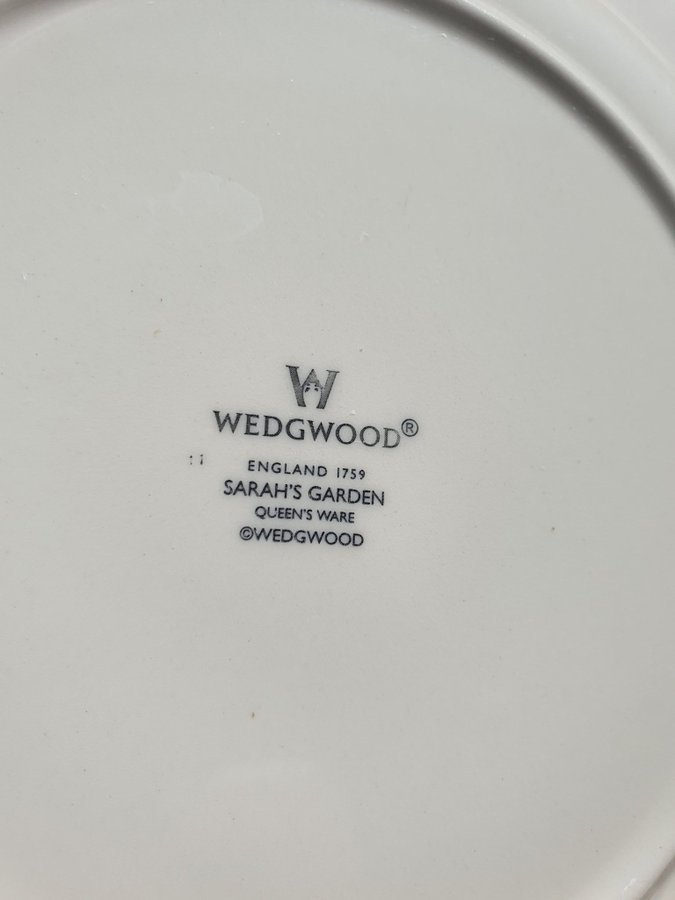 W
WEDGWOOD®
ENGLAND 1759
SARAH'S GARDEN
QUEEN'S WARE
©WEDGWOOD